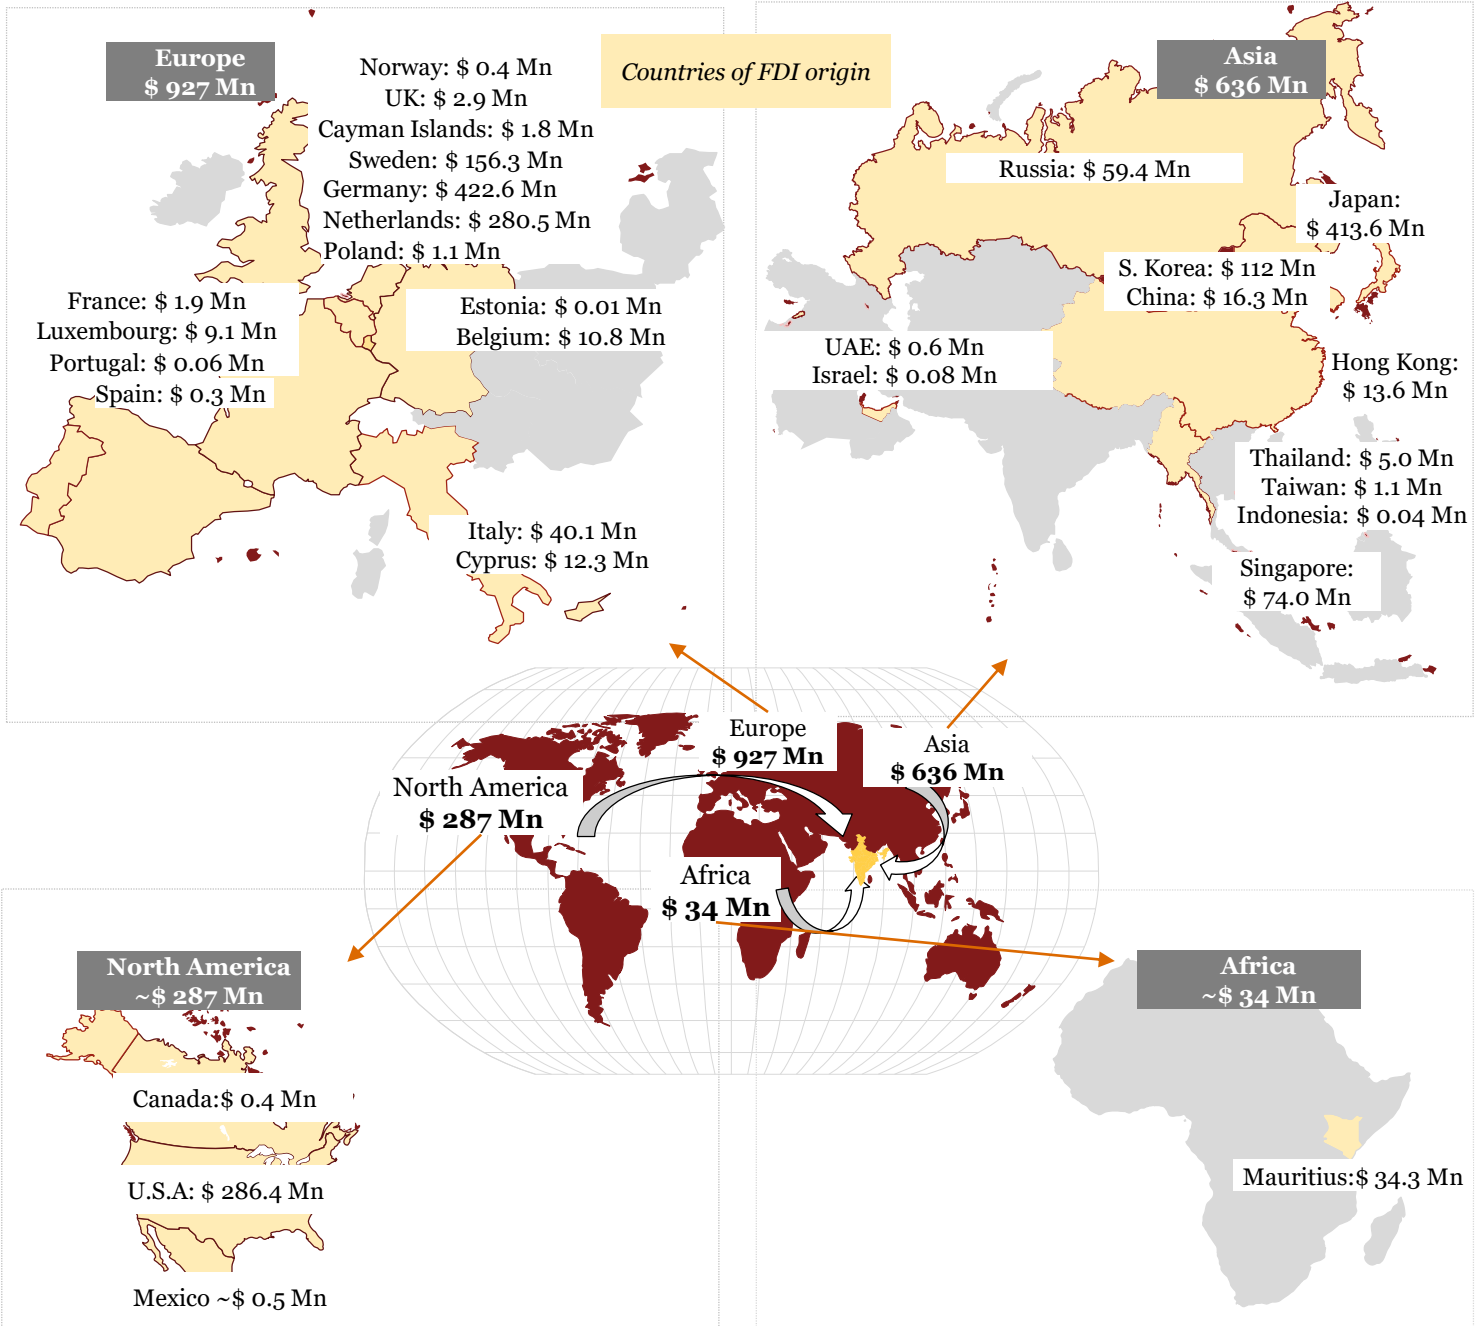 Europe
$ 927 Mn
Norway: $ 0.4 Mn
UK: $ 2.9 Mn
Cayman Islands: $ 1.8 Mn
Sweden: $ 156.3 Mn
Germany: $ 422.6 Mn
Netherlands: $ 280.5 Mn
Poland: $ 1.1 Mn
France: $ 1.9 Mn
Luxembourg: $ 9.1 Mn
Portugal: $ 0.06 Mn
Spain: $ 0.3 Mn
Estonia: $ 0.01 Mn
Belgium: $ 10.8 Mn
Italy: $ 40.1 Mn
Cyprus: $ 12.3 Mn
Countries of FDI origin
Asia
$ 636 Mn
Russia: $ 59.4 Mn
Japan:
$ 413.6 Mn
S. Korea: $ 112 Mn
China: $ 16.3 Mn
UAE: $ 0.6 Mn
Israel: $ 0.08 Mn
Hong Kong:
$ 13.6 Mn
Thailand: $ 5.0 Mn
Taiwan: $ 1.1 Mn
Indonesia: $ 0.04 Mn
Singapore:
$ 74.0 Mn
Europe
$ 927 Mn
Asia
$ 636 Mn
North America
$ 287 Mn
Africa
$ 34 Mn
North America
~$ 287 Mn
Canada:$ 0.4 Mn
U.S.A: $ 286.4 Mn
Mexico ~$ 0.5 Mn
Africa
~$ 34 Mn
Mauritius:$ 34.3 Mn